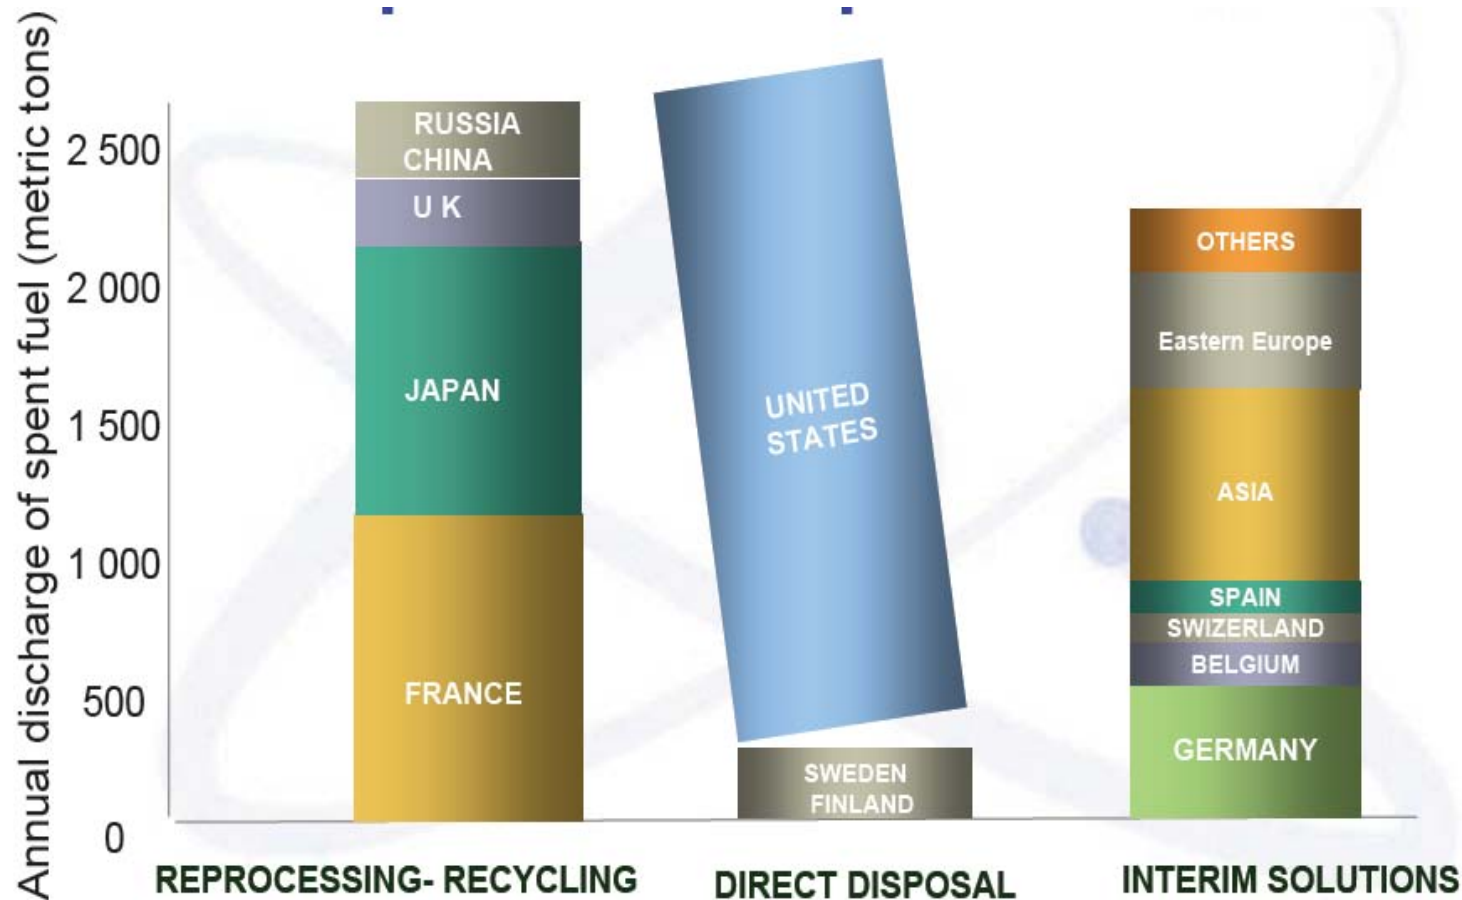 Annual discharge of spent fuel (metric tons)
2 500
2 000
1 500
1 000
500
0
RUSSIA
CHINA
U K
JAPAN
FRANCE
REPROCESSING- RECYCLING
UNITED
STATES
SWEDEN
FINLAND
DIRECT DISPOSAL
OTHERS
Eastern Europe
ASIA
SPAIN
SWIZERLAND
BELGIUM
GERMANY
INTERIM SOLUTIONS